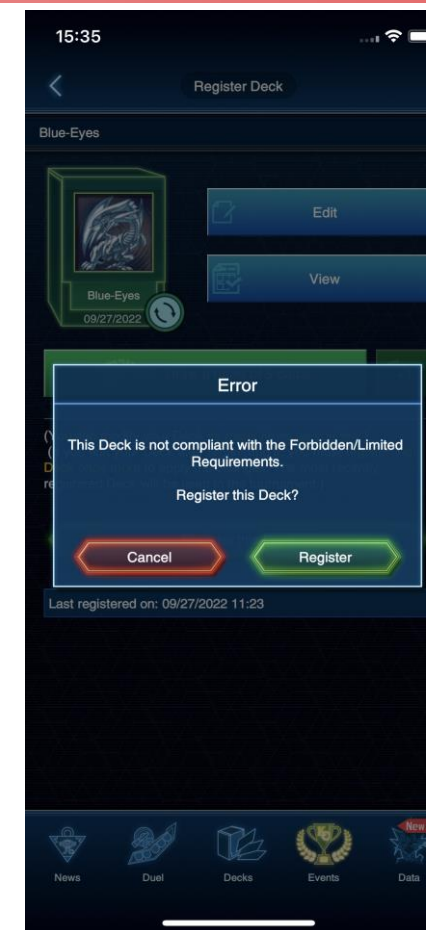 15:35
Register Deck
Blue-Eyes
Edit
View
Blue-Eyes
09/27/2022
Error
This Deck is not compliant with the Forbidden/Limited
Requirements.
Register this Deck?
Cancel
Register
Last registered on: 09/27/2022 11:23
New
News
Duel
Decks
Events
Data